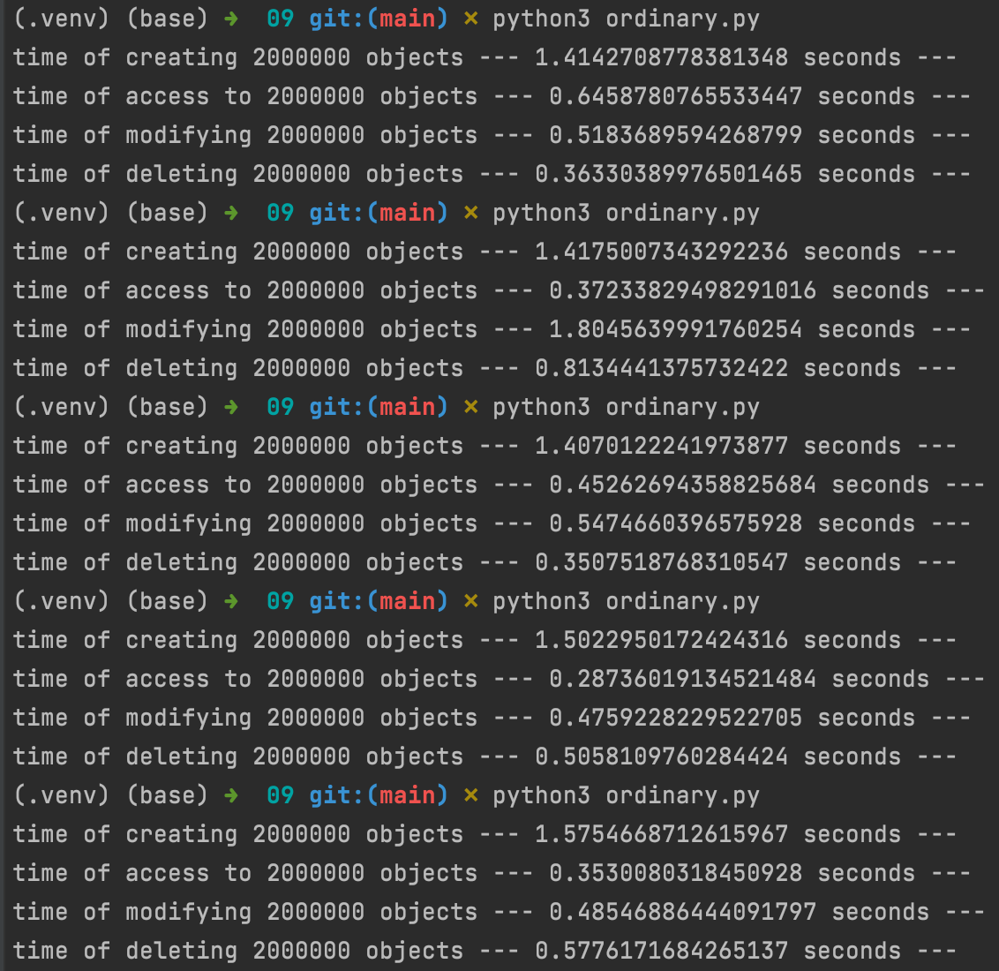 (.venv) (base) ➜  09 git:(main) ✗ python3 ordinary.py
time of creating 2000000 objects --- 1.4142708778381348 seconds ---
time of access to 2000000 objects --- 0.6458780765533447 seconds ---
time of modifying 2000000 objects --- 0.5183689594268799 seconds ---
time of deleting 2000000 objects --- 0.36330389976501465 seconds ---
(.venv) (base) ➜  09 git:(main) ✗ python3 ordinary.py
time of creating 2000000 objects --- 1.4175007343292236 seconds ---
time of access to 2000000 objects --- 0.37233829498291016 seconds ---
time of modifying 2000000 objects --- 1.8045639991760254 seconds ---
time of deleting 2000000 objects --- 0.8134441375732422 seconds ---
(.venv) (base) ➜  09 git:(main) ✗ python3 ordinary.py
time of creating 2000000 objects --- 1.4070122241973877 seconds ---
time of access to 2000000 objects --- 0.45262694358825684 seconds ---
time of modifying 2000000 objects --- 0.5474660396575928 seconds ---
time of deleting 2000000 objects --- 0.3507518768310547 seconds ---
(.venv) (base) ➜  09 git:(main) ✗ python3 ordinary.py
time of creating 2000000 objects --- 1.5022950172424316 seconds ---
time of access to 2000000 objects --- 0.28736019134521484 seconds ---
time of modifying 2000000 objects --- 0.4759228229522705 seconds ---
time of deleting 2000000 objects --- 0.5058109760284424 seconds ---
(.venv) (base) ➜  09 git:(main) ✗ python3 ordinary.py
time of creating 2000000 objects --- 1.5754668712615967 seconds ---
time of access to 2000000 objects --- 0.3530080318450928 seconds ---
time of modifying 2000000 objects --- 0.48546886444091797 seconds ---
time of deleting 2000000 objects --- 0.5776171684265137 seconds ---